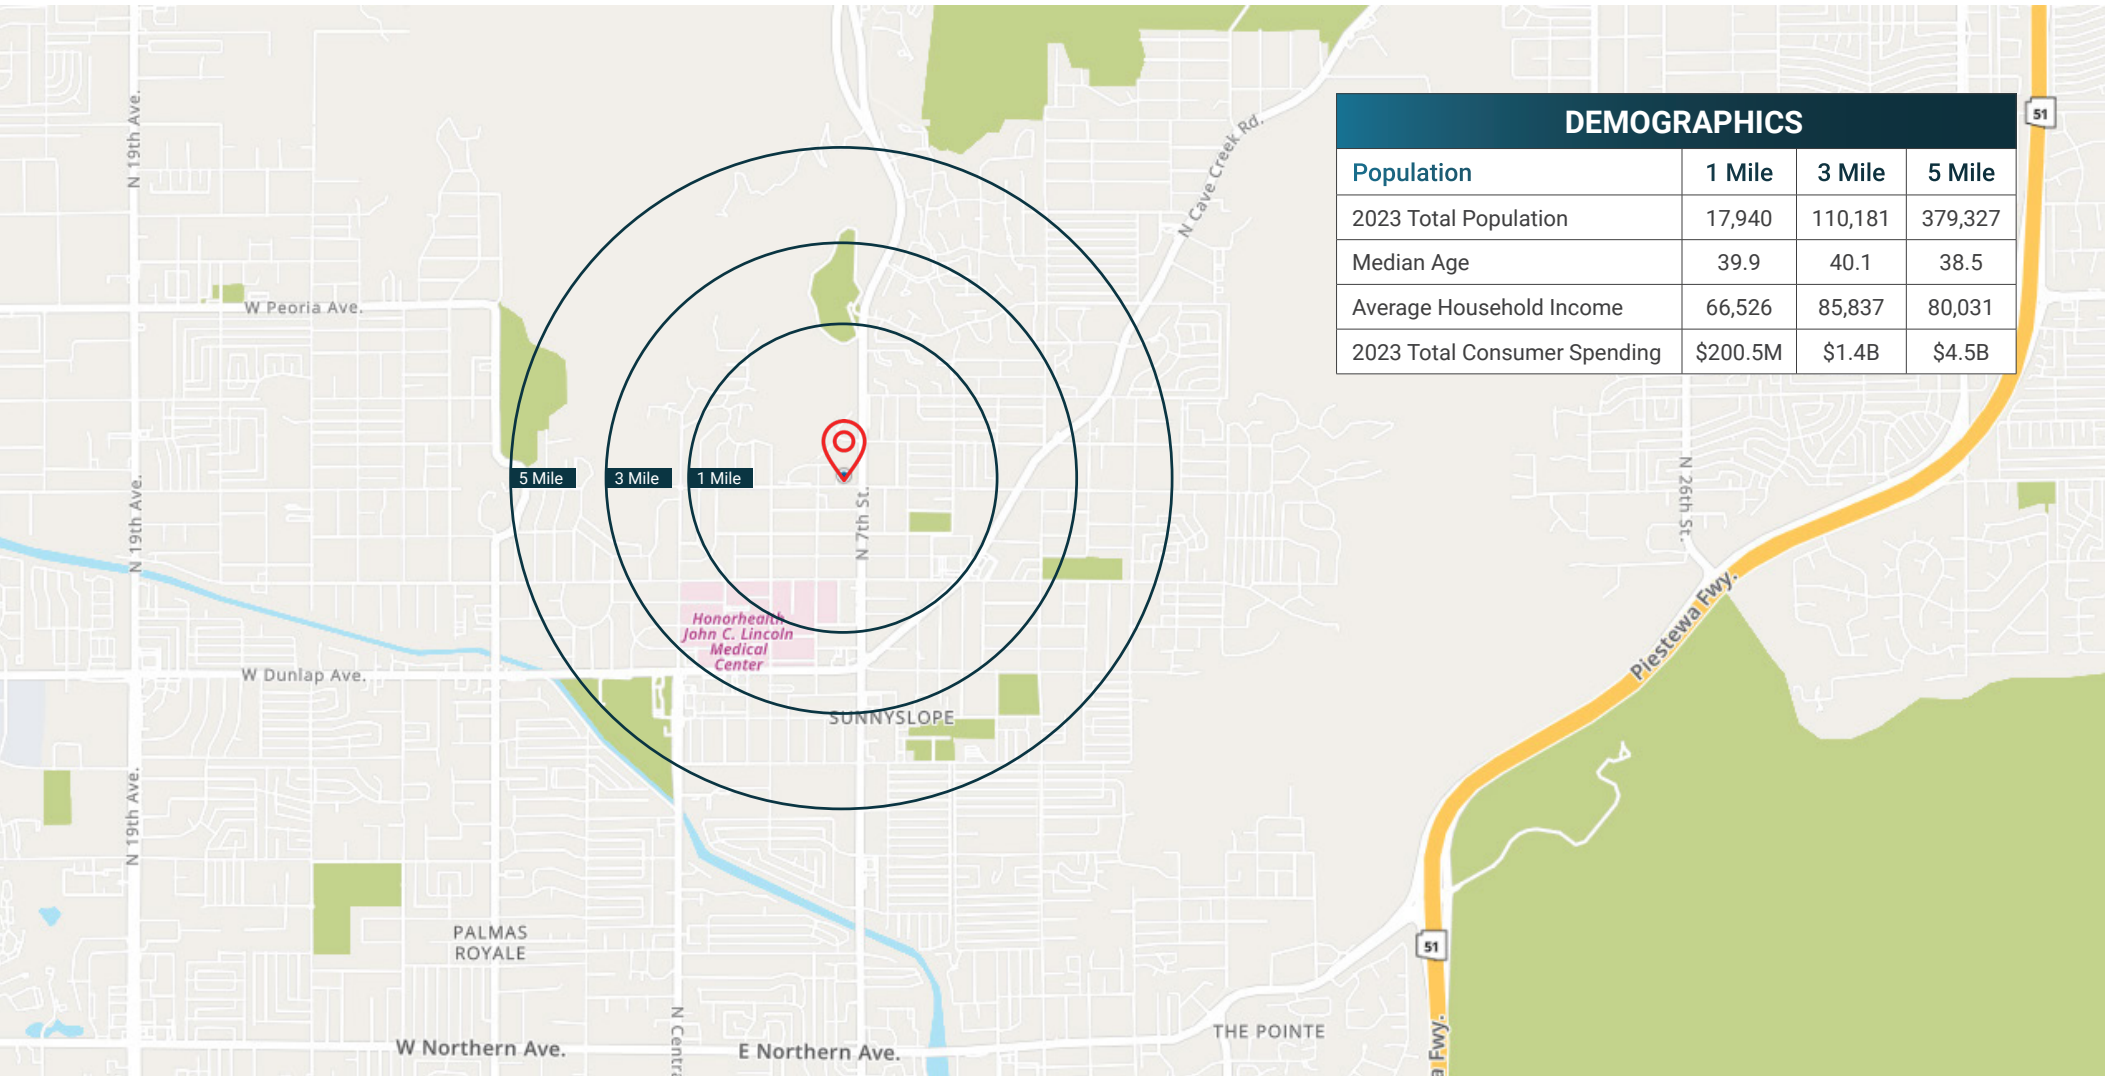 DEMOGRAPHICS
Population 1 Mile 3 Mile 5 Mile
2023 Total Population 17,940 110,181 379,327
Median Age 39.9 40.1 38.5
Average Household Income 66,526 85,837 80,031
2023 Total Consumer Spending $200.5M $1.4B $4.5B
51
N 19th Ave.
N Cave Creek Rd.
W Peoria Ave.
5 Mile
3 Mile
1 Mile
N 7th St.
N 19th Ave.
N 26th St.
Piestewa Fwy.
Honorhealth
John C. Lincoln
Medical
Center
W Dunlap Ave.
SUNNYSLOPE
N 19th Ave.
PALMAS
ROYALE
51
N Centra
THE POINTE
W Northern Ave.
E Northern Ave.
a Fwy.